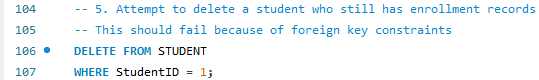 104 -- 5. Attempt to delete a student who still has enrollment records
105 -- This should fail because of foreign key constraints
106 DELETE FROM STUDENT
107 WHERE StudentID = 1;